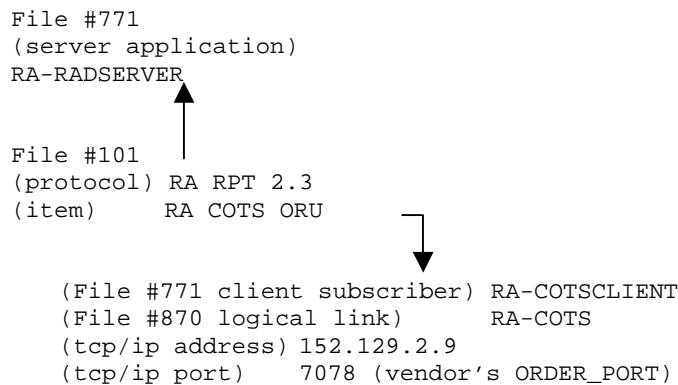 File #771
(server application)
RA-RADSERVER
File #101
(protocol) RA RPT 2.3
(item) RA COTS ORU
(File #771 client subscriber) RA-COTSCLIENT
(File #870 logical link) RA-COTS
(tcp/ip address) 152.129.2.9
(tcp/ip port) 7078 (vendor's ORDER_PORT)